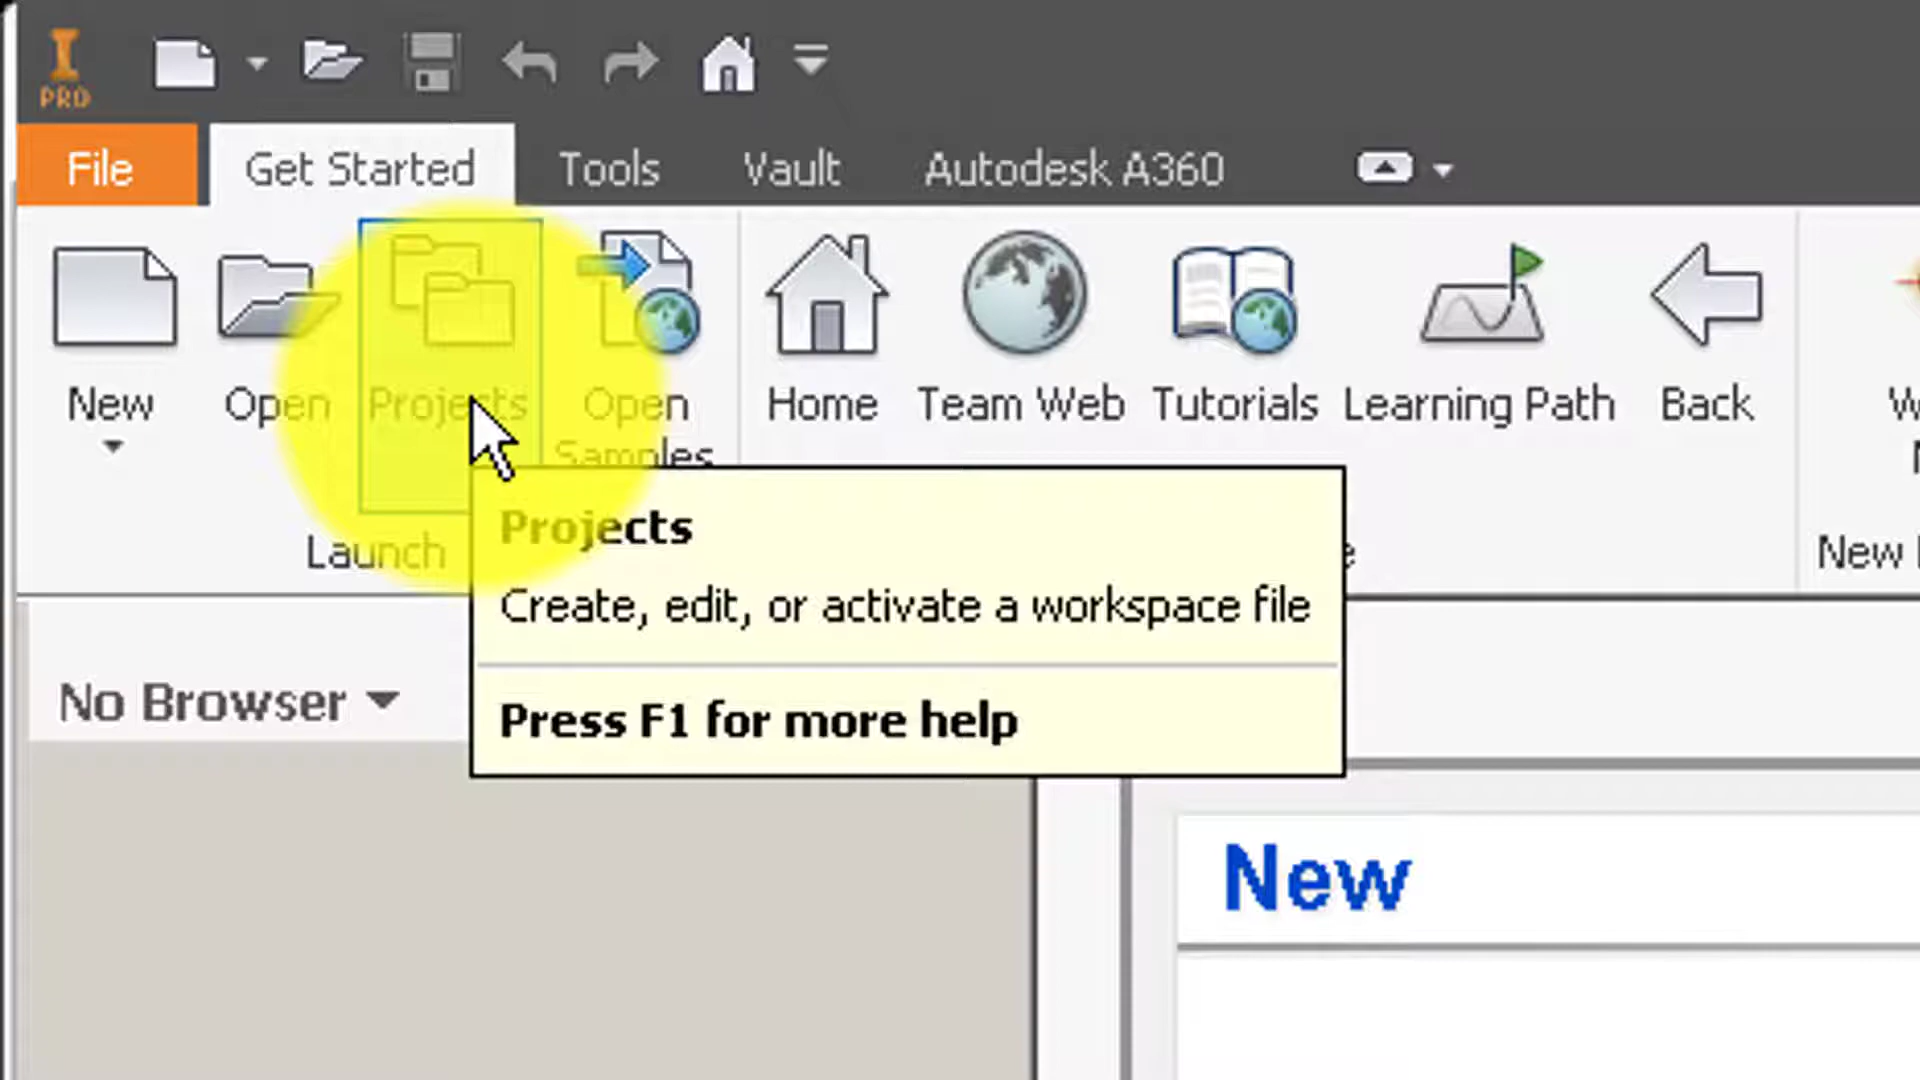 PRO
File Get Started Tools Vault Autodesk A360
New Open Projects Open Samples Home Team Web Tutorials Learning Path Back
Launch New
Projects
Create, edit, or activate a workspace file
Press F1 for more help
No Browser
New